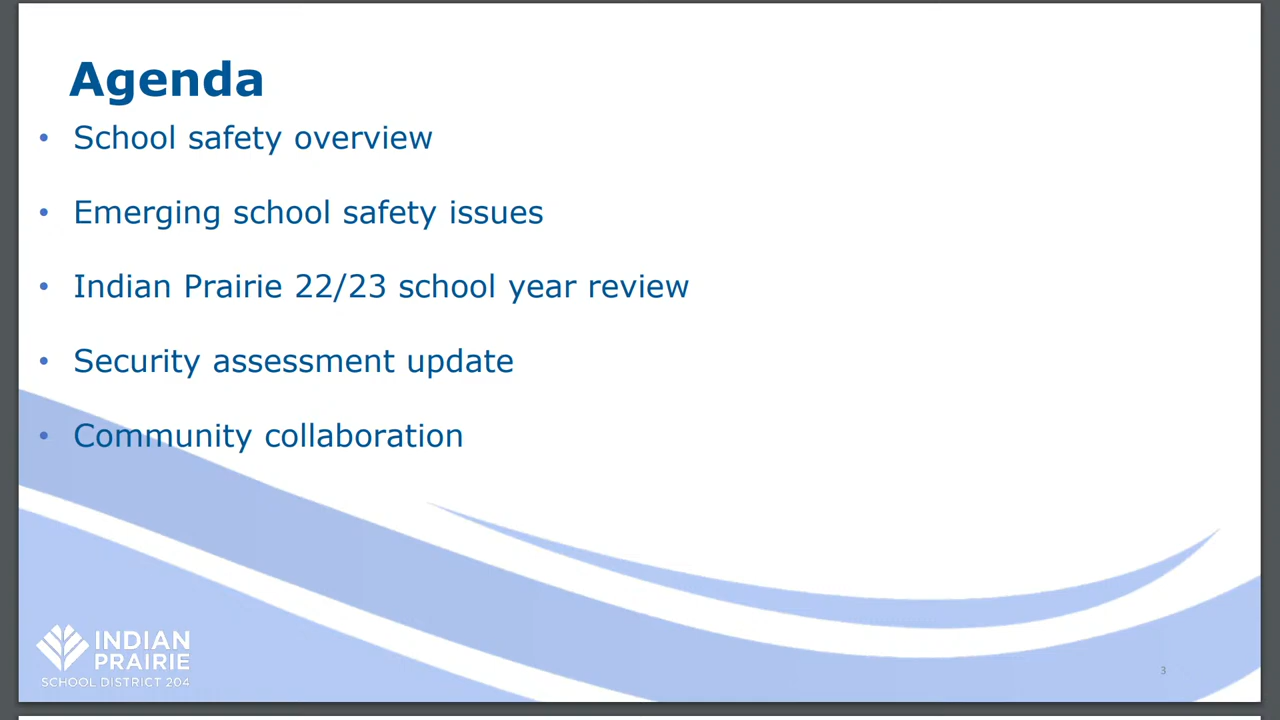 Agenda
• School safety overview
• Emerging school safety issues
• Indian Prairie 22/23 school year review
• Security assessment update
• Community collaboration
INDIAN
PRAIRIE
SCHOOL DISTRICT 204
3